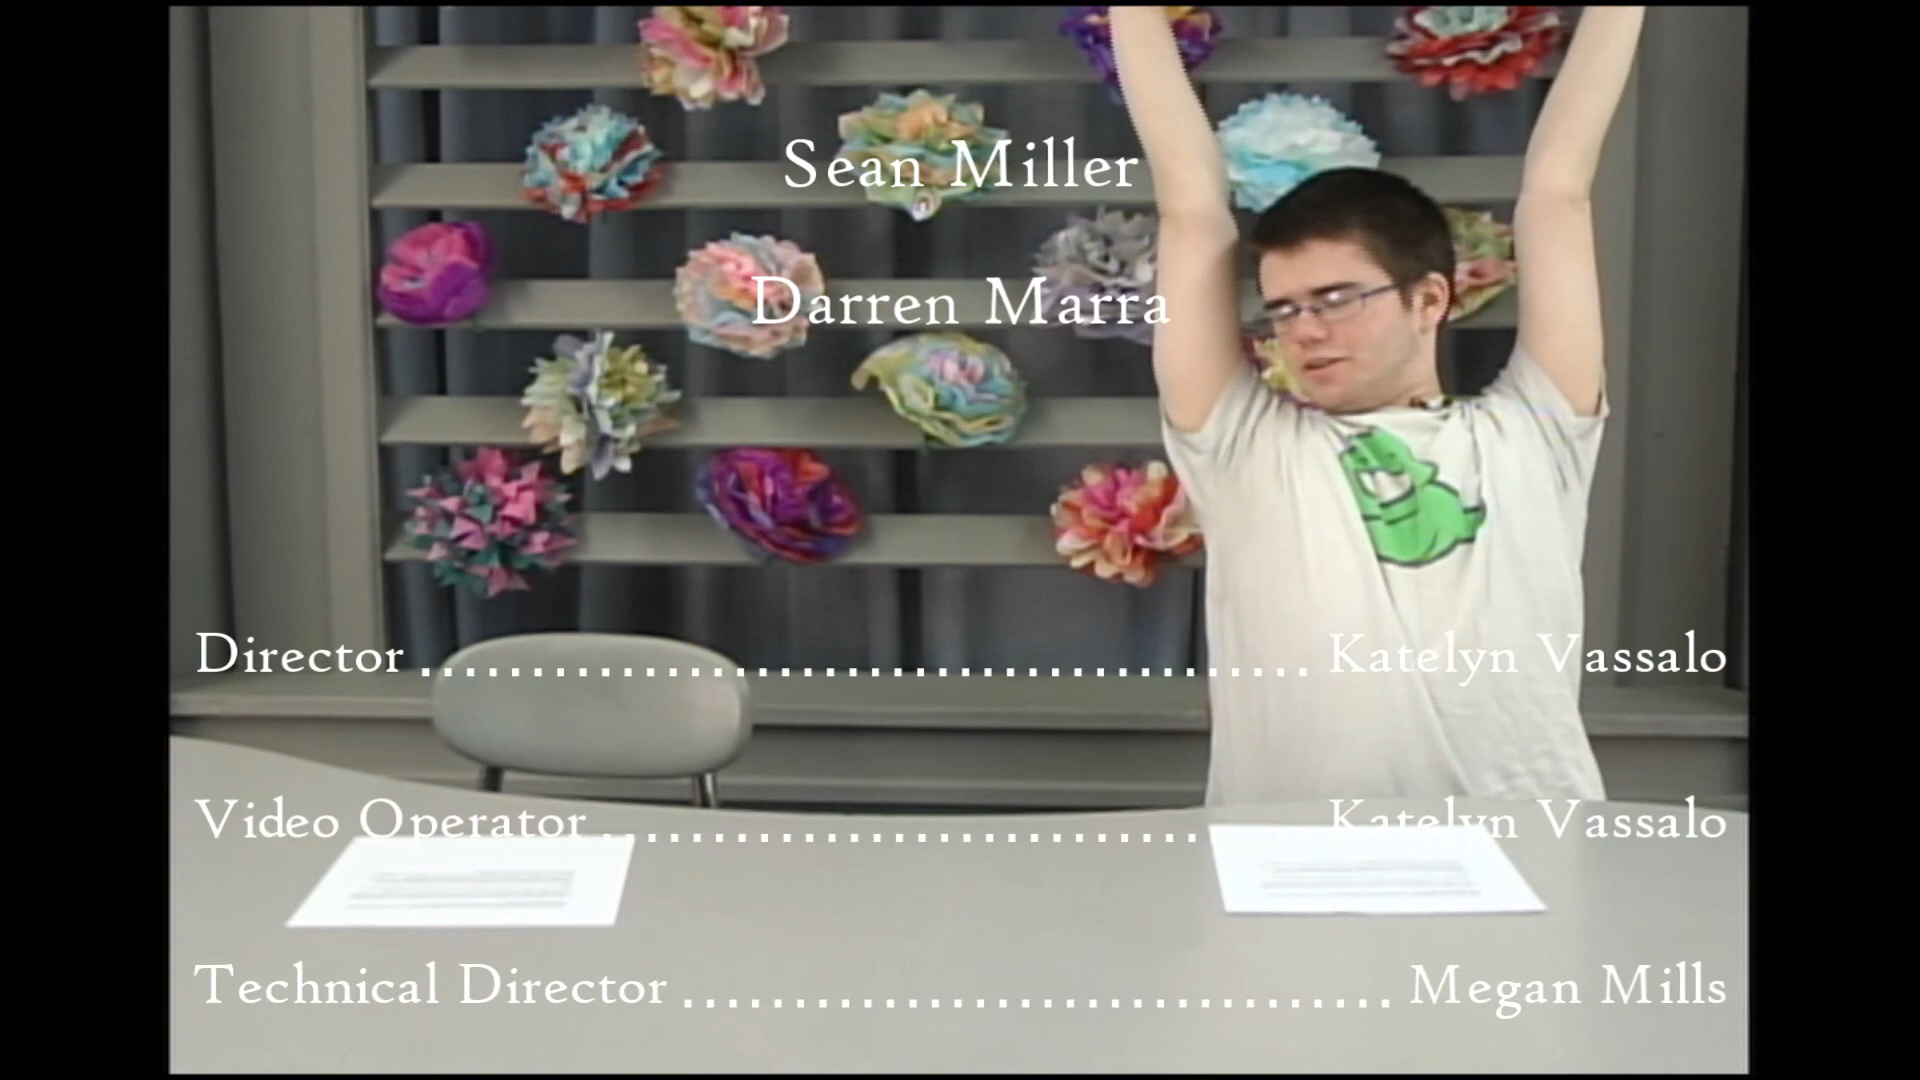 Sean Miller
Darren Marra
Director ....................................... Katelyn Vassalo
Video Operator ........................... Katelyn Vassalo
Technical Director ................................ Megan Mills